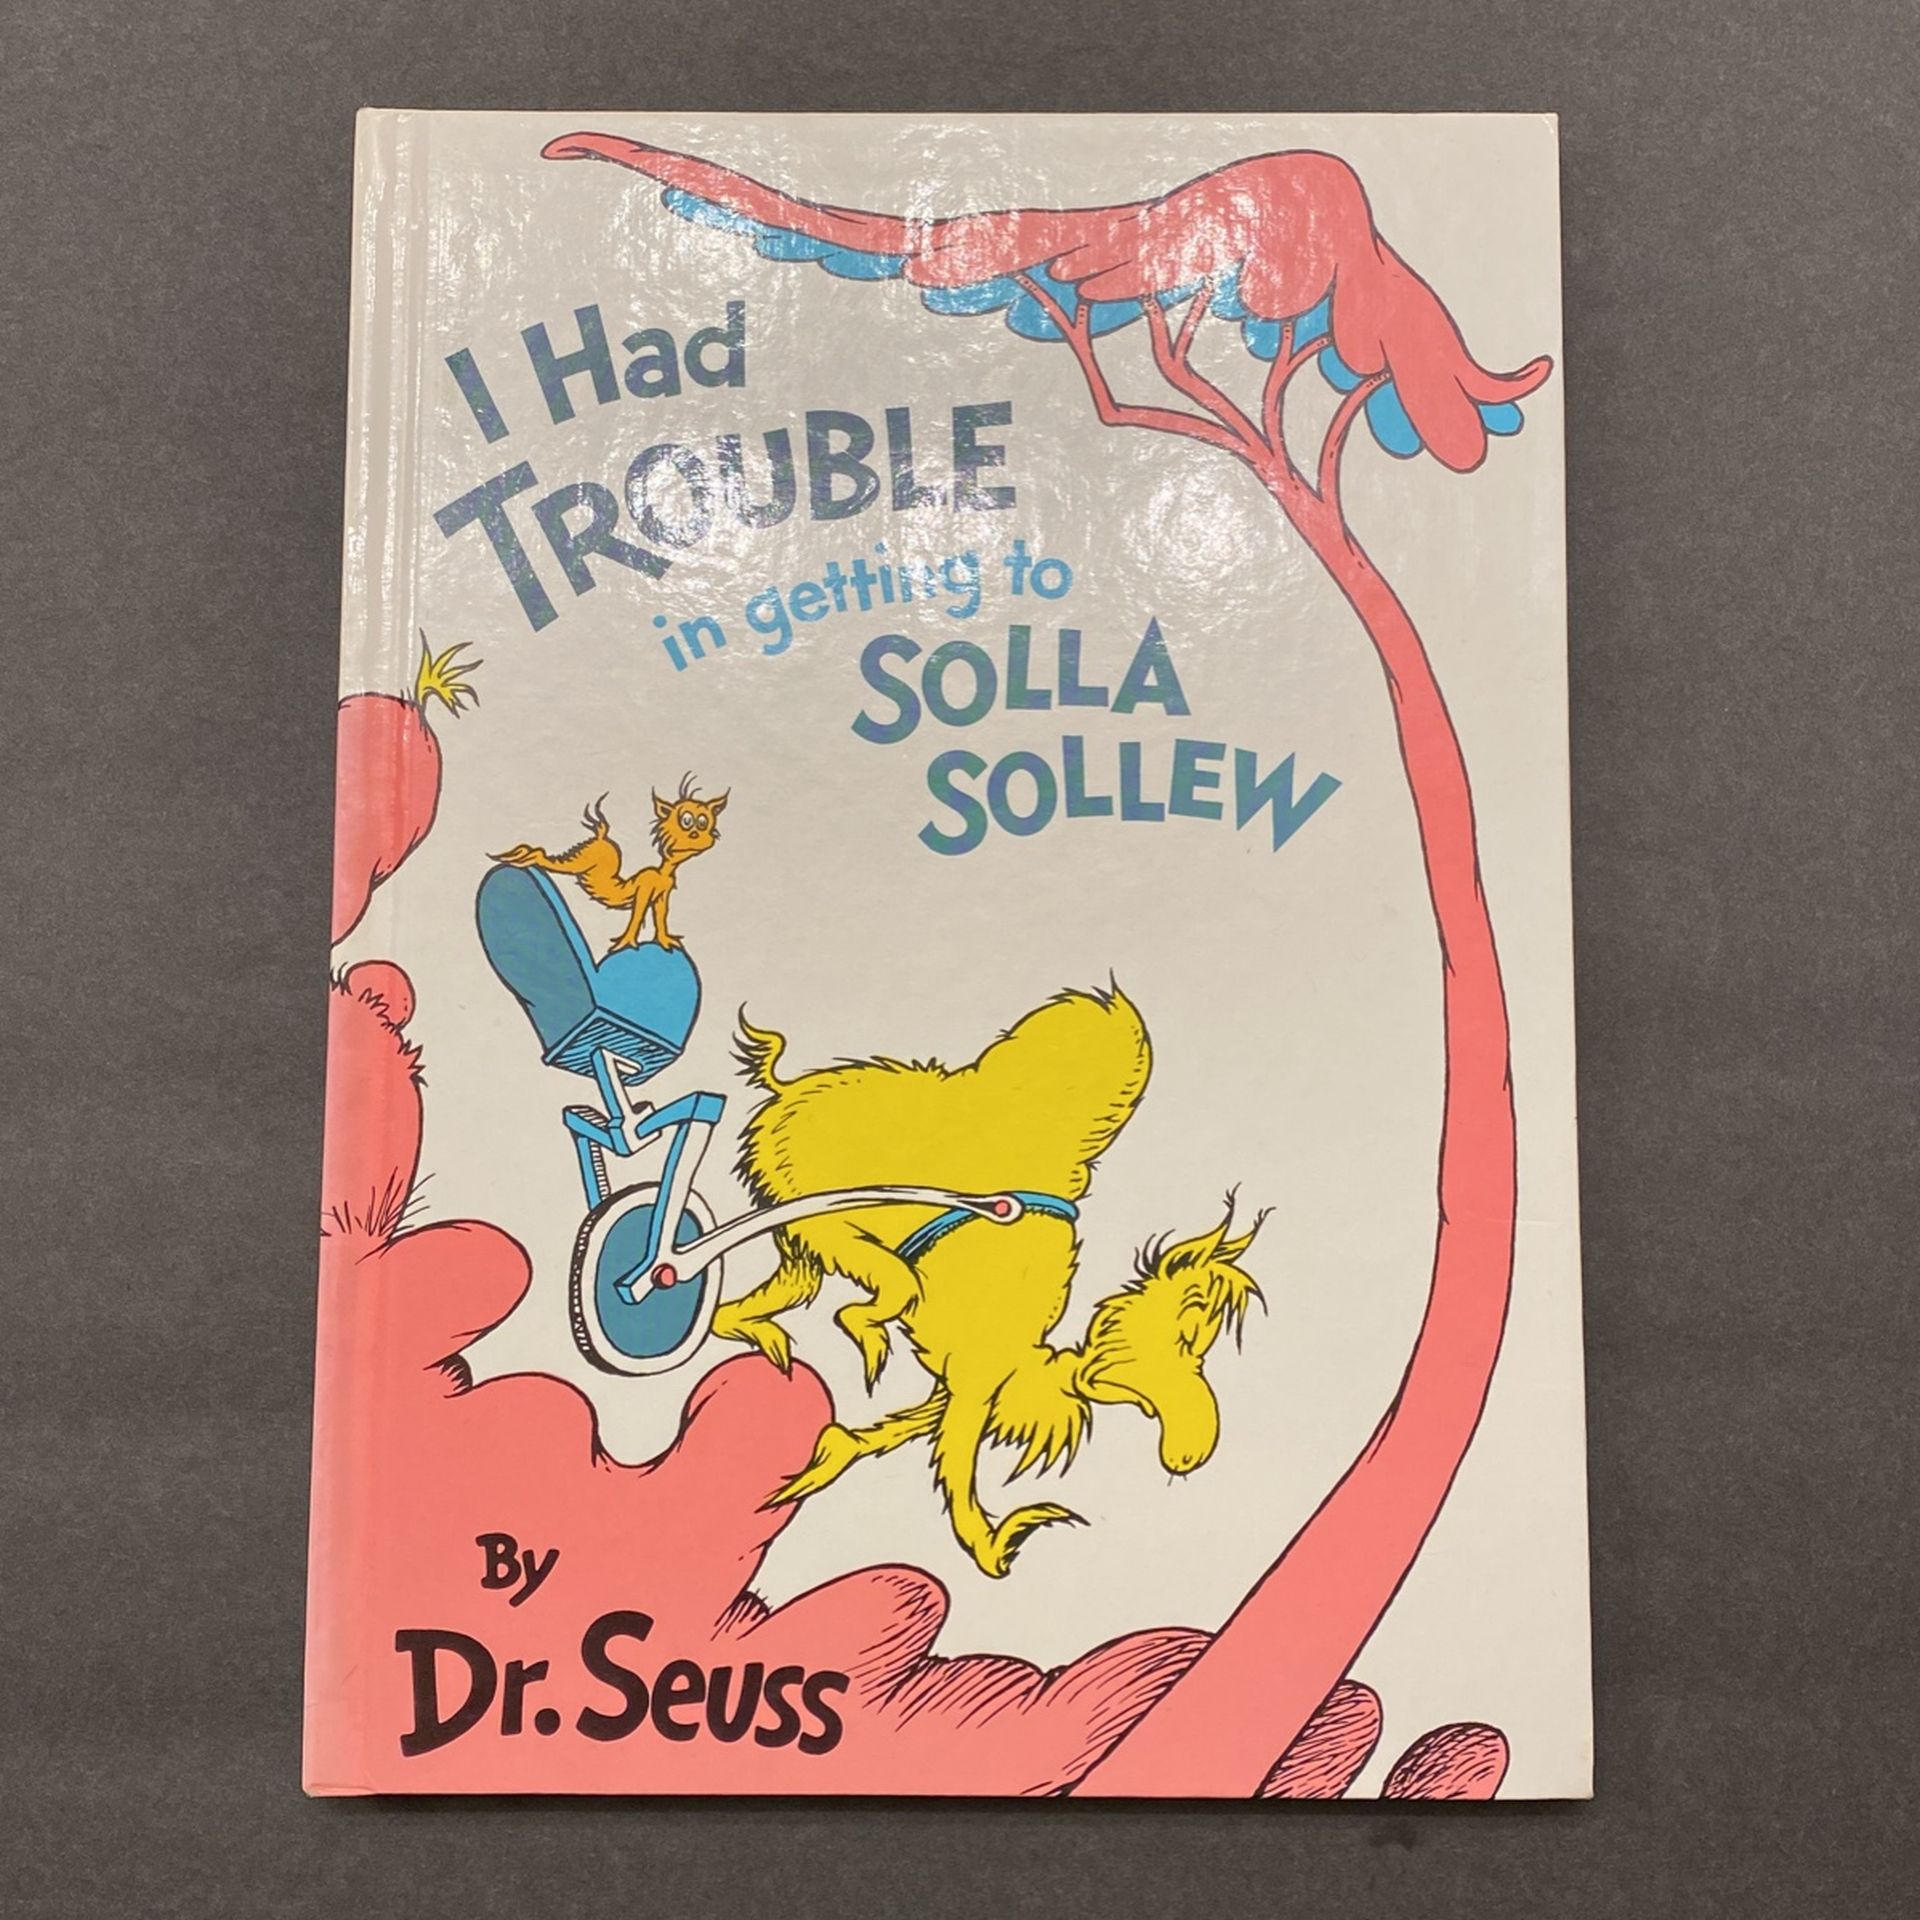 I Had
TROUBLE
in getting to
SOLLA
SOLLEW
By
Dr. Seuss